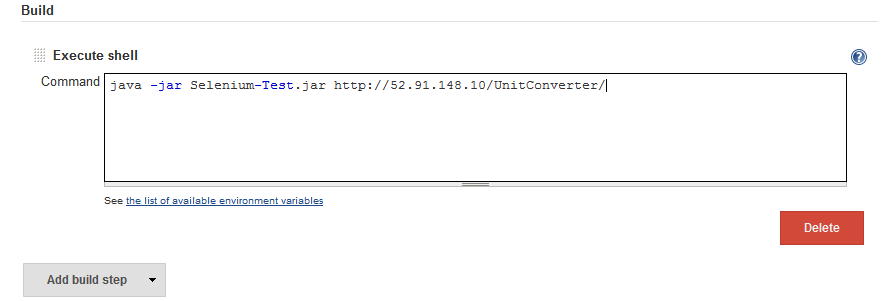 Build
Execute shell
?
Command
java -jar Selenium-Test.jar http://52.91.148.10/UnitConverter/
See the list of available environment variables
Delete
Add build step